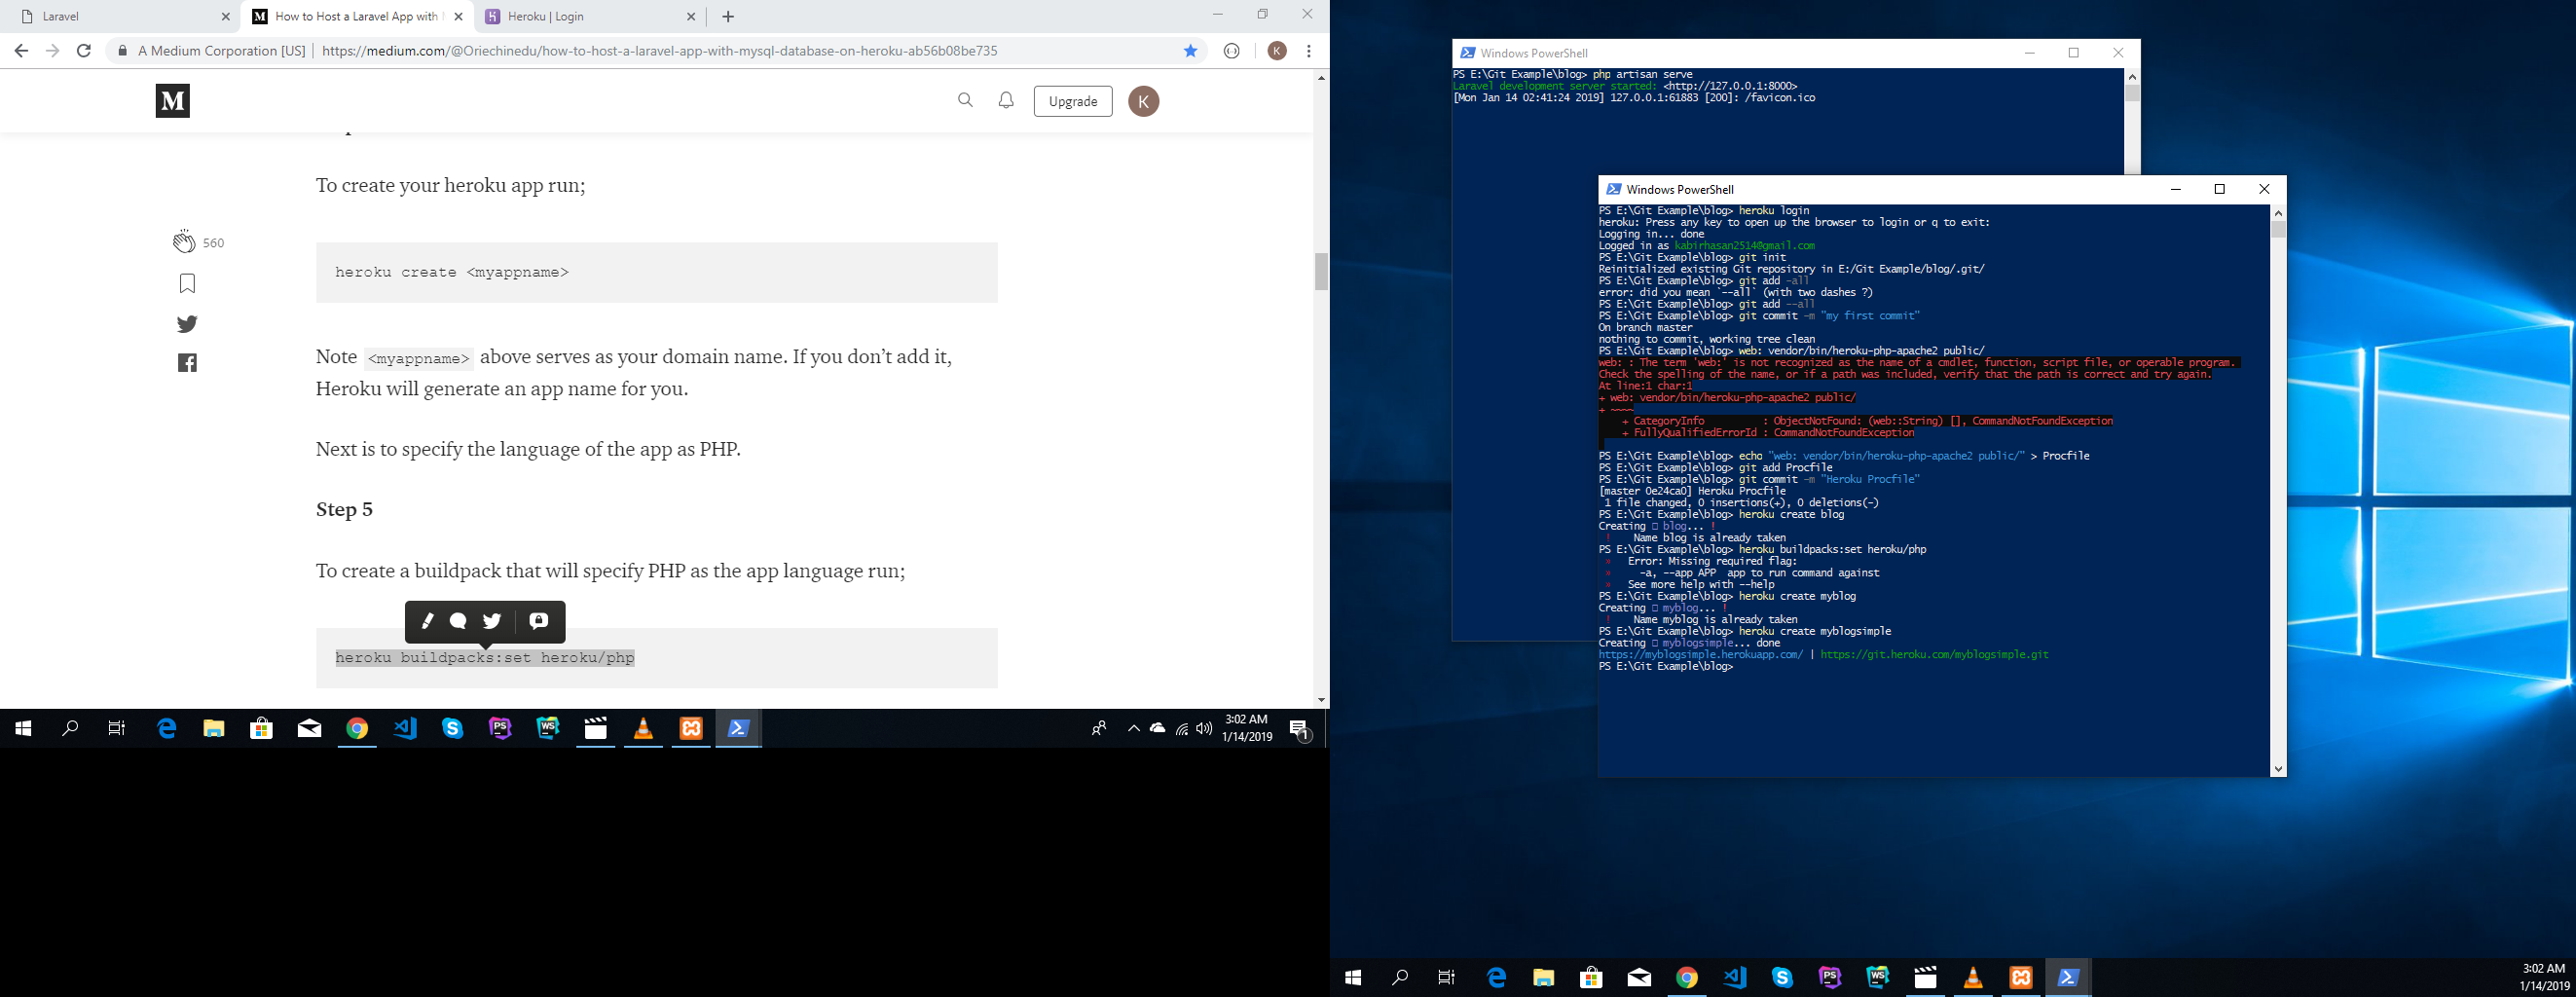 Laravel
How to Host a Laravel App with
Heroku | Login
A Medium Corporation [US]
https://medium.com/@Oriechinedu/how-to-host-a-laravel-app-with-mysql-database-on-heroku-ab56b08be735
K
M
Upgrade
K
To create your heroku app run;
560
heroku create <myappname>
Note <myappname> above serves as your domain name. If you don’t add it,
Heroku will generate an app name for you.
Next is to specify the language of the app as PHP.
Step 5
To create a buildpack that will specify PHP as the app language run;
heroku buildpacks:set heroku/php
PS
WS
3:02 AM
1/14/2019
1
Windows PowerShell
PS E:\Git Example\blog> php artisan serve
Laravel development server started: <http://127.0.0.1:8000>
[Mon Jan 14 02:41:24 2019] 127.0.0.1:61883 [200]: /favicon.ico
Windows PowerShell
PS E:\Git Example\blog> heroku login
heroku: Press any key to open up the browser to login or q to exit:
Logging in... done
Logged in as kabirhasan2514@gmail.com
PS E:\Git Example\blog> git init
Reinitialized existing Git repository in E:/Git Example/blog/.git/
PS E:\Git Example\blog> git add -all
error: did you mean `--all` (with two dashes ?)
PS E:\Git Example\blog> git add --all
PS E:\Git Example\blog> git commit -m "my first commit"
On branch master
nothing to commit, working tree clean
PS E:\Git Example\blog> web: vendor/bin/heroku-php-apache2 public/
web: : The term 'web:' is not recognized as the name of a cmdlet, function, script file, or operable program.
Check the spelling of the name, or if a path was included, verify that the path is correct and try again.
At line:1 char:1
+ web: vendor/bin/heroku-php-apache2 public/
+ ~~~~
+ CategoryInfo : ObjectNotFound: (web::String) [], CommandNotFoundException
+ FullyQualifiedErrorId : CommandNotFoundException
PS E:\Git Example\blog> echo "web: vendor/bin/heroku-php-apache2 public/" > Procfile
PS E:\Git Example\blog> git add Procfile
PS E:\Git Example\blog> git commit -m "Heroku Procfile"
[master 0e24ca0] Heroku Procfile
1 file changed, 0 insertions(+), 0 deletions(-)
PS E:\Git Example\blog> heroku create blog
Creating blog... !
! Name blog is already taken
PS E:\Git Example\blog> heroku buildpacks:set heroku/php
» Error: Missing required flag:
» -a, --app APP app to run command against
» See more help with --help
PS E:\Git Example\blog> heroku create myblog
Creating myblog... !
! Name myblog is already taken
PS E:\Git Example\blog> heroku create myblogsimple
Creating myblogsimple... done
https://myblogsimple.herokuapp.com/ | https://git.heroku.com/myblogsimple.git
PS E:\Git Example\blog>
PS
WS
3:02 AM
1/14/2019